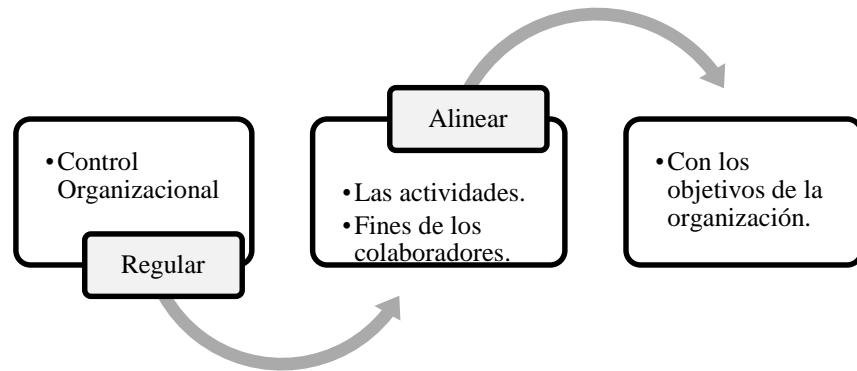 •Control
Organizacional
Regular
Alinear
•Las actividades.
•Fines de los
colaboradores.
•Con los
objetivos de la
organización.